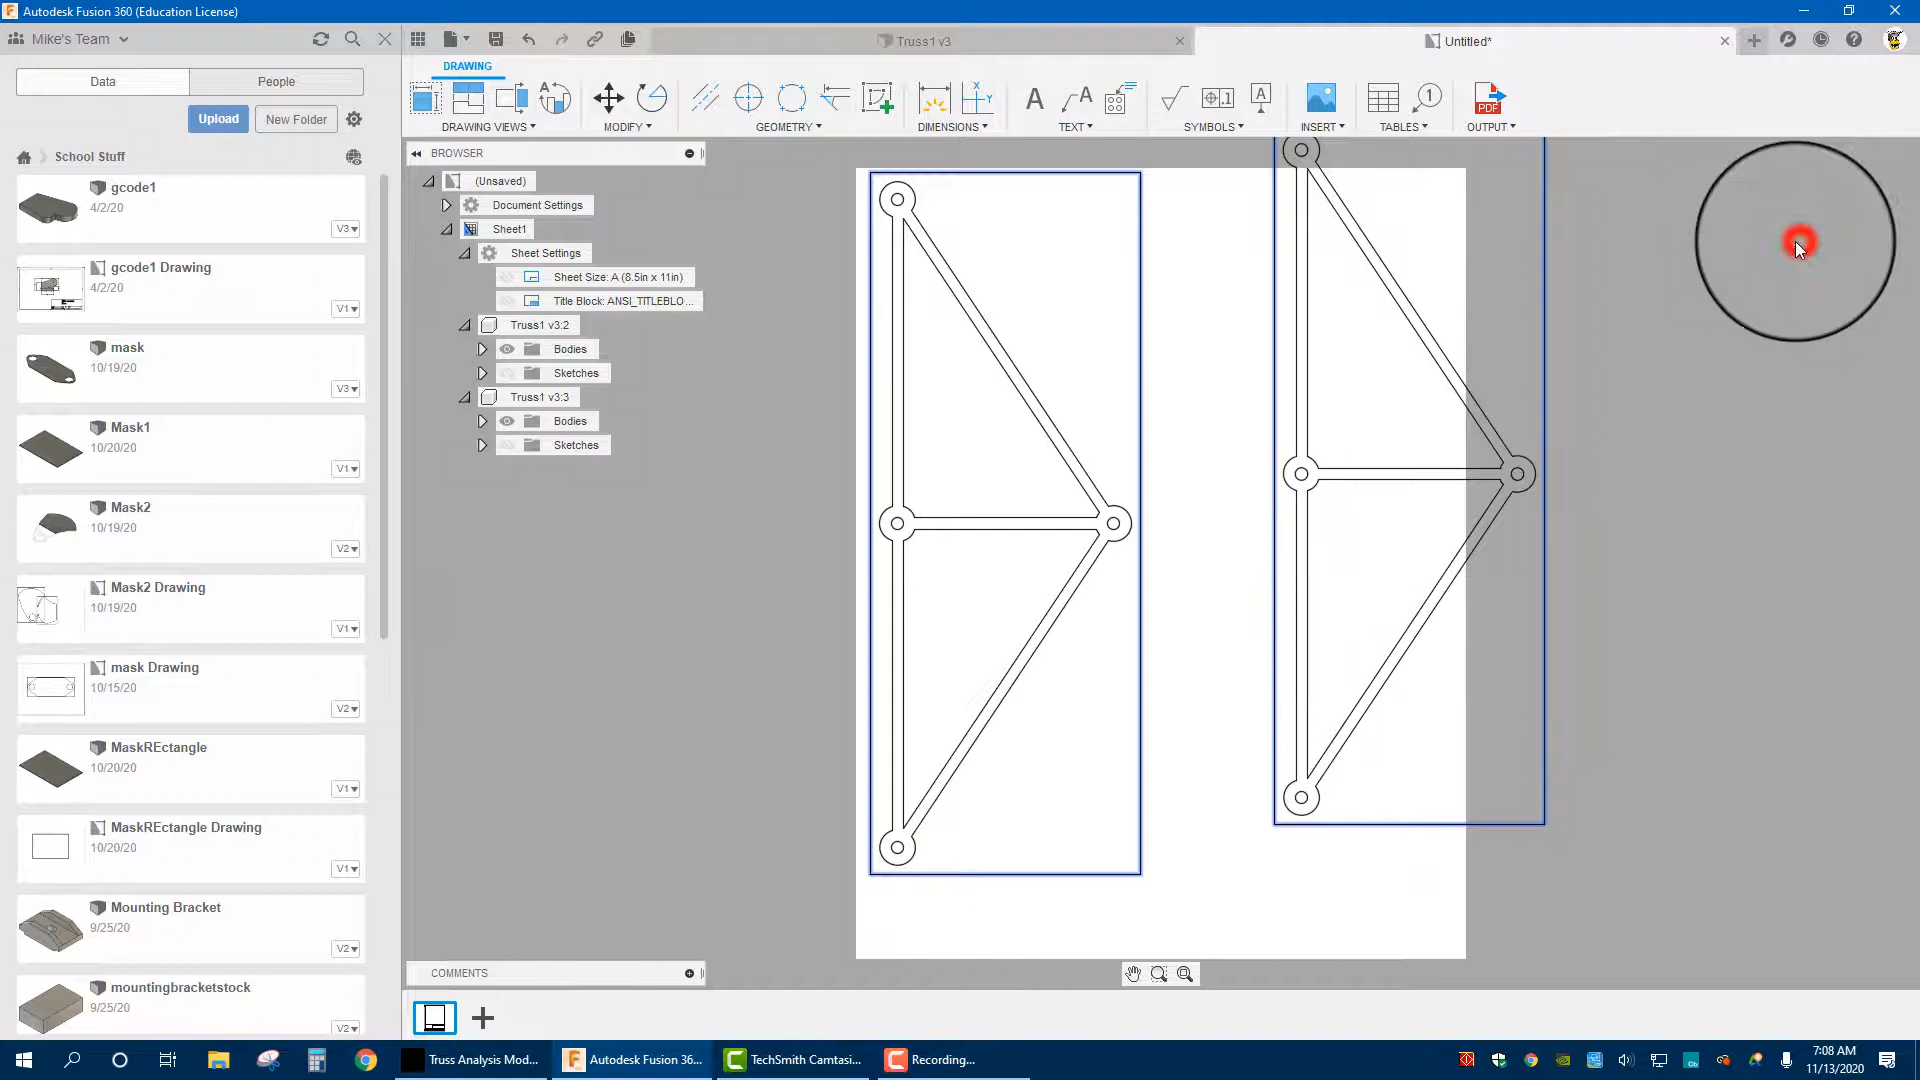 Autodesk Fusion 360 (Education License)
Mike's Team
Truss1 v3
Untitled*
Data
People
Upload
New Folder
School Stuff
gcode1
4/2/20
V3
gcode1 Drawing
4/2/20
V1
mask
10/19/20
V3
Mask1
10/20/20
V1
Mask2
10/19/20
V2
Mask2 Drawing
10/19/20
V1
mask Drawing
10/15/20
V2
MaskREctangle
10/20/20
V1
MaskREctangle Drawing
10/20/20
V1
Mounting Bracket
9/25/20
V2
mountingbracketstock
9/25/20
V2
DRAWING
DRAWING VIEWS
MODIFY
GEOMETRY
DIMENSIONS
TEXT
SYMBOLS
INSERT
TABLES
OUTPUT
PDF
BROWSER
(Unsaved)
Document Settings
Sheet1
Sheet Settings
Sheet Size: A (8.5in x 11in)
Title Block: ANSI_TITLEBLO...
Truss1 v3:2
Bodies
Sketches
Truss1 v3:3
Bodies
Sketches
COMMENTS
Truss Analysis Mod...
Autodesk Fusion 36...
TechSmith Camtasi...
Recording...
7:08 AM
11/13/2020